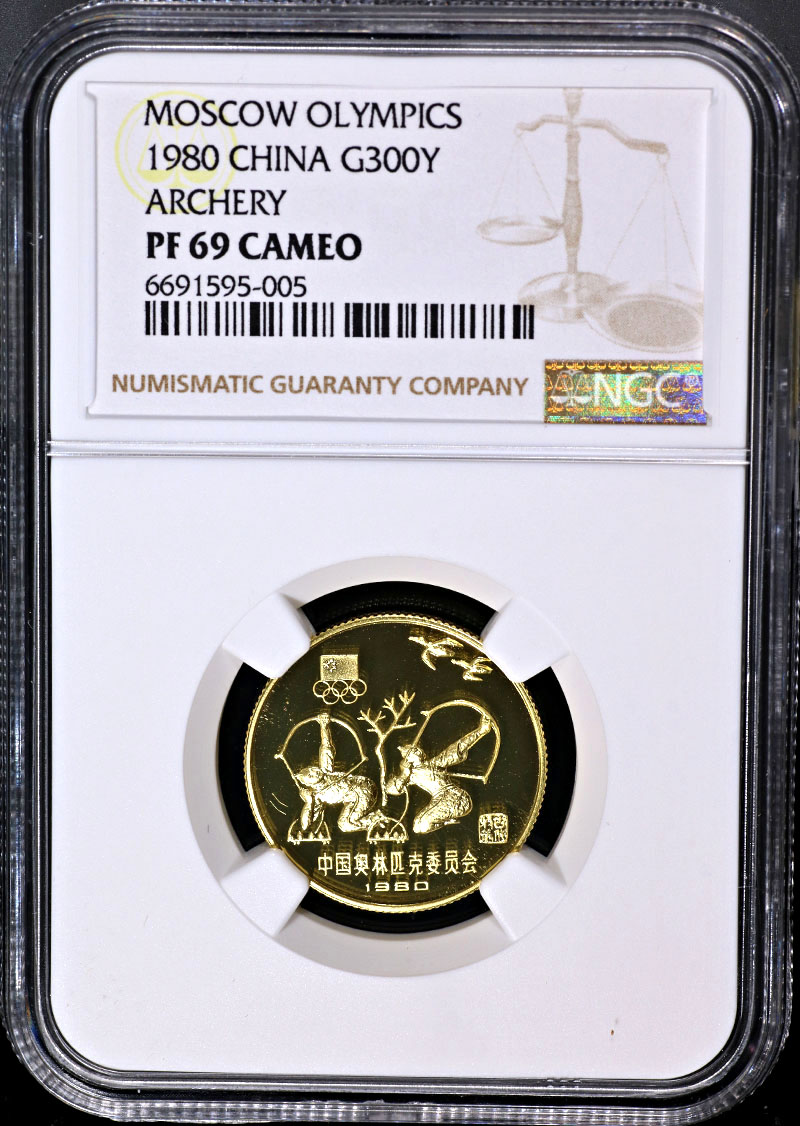 MOSCOW OLYMPICS
1980 CHINA G300Y
ARCHERY
PF 69 CAMEO
6691595-005
NUMISMATIC GUARANTY COMPANY
NGC
中国奥林匹克委员会
1980